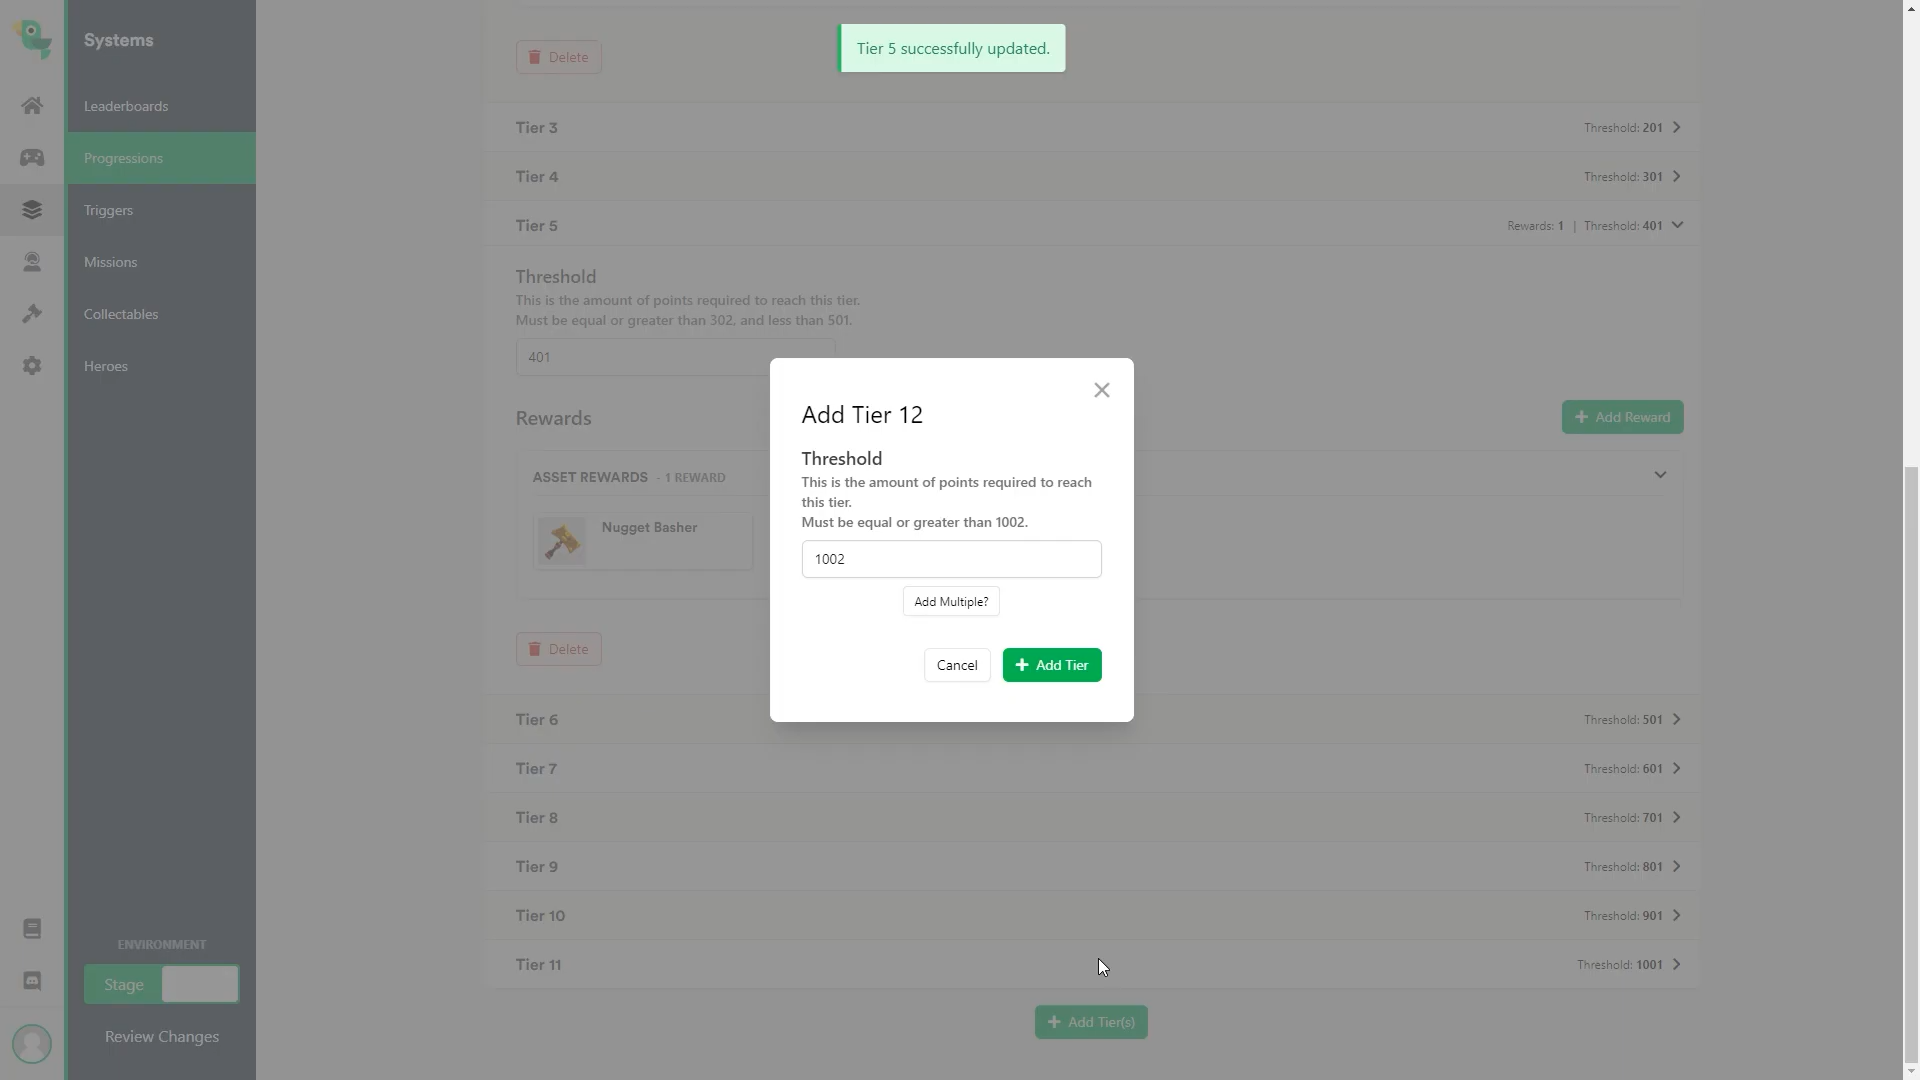 Systems
Leaderboards
Progressions
Triggers
Missions
Collectables
Heroes
ENVIRONMENT
Stage
Review Changes
Tier 5 successfully updated.
Delete
Tier 3
Threshold: 201
Tier 4
Threshold: 301
Tier 5
Rewards: 1 | Threshold: 401
Threshold
This is the amount of points required to reach this tier.
Must be equal or greater than 302, and less than 501.
401
Rewards
Add Reward
ASSET REWARDS - 1 REWARD
Nugget Basher
Delete
Add Tier 12
Threshold
This is the amount of points required to reach
this tier.
Must be equal or greater than 1002.
1002
Add Multiple?
Cancel
Add Tier
Tier 6
Threshold: 501
Tier 7
Threshold: 601
Tier 8
Threshold: 701
Tier 9
Threshold: 801
Tier 10
Threshold: 901
Tier 11
Threshold: 1001
Add Tier(s)